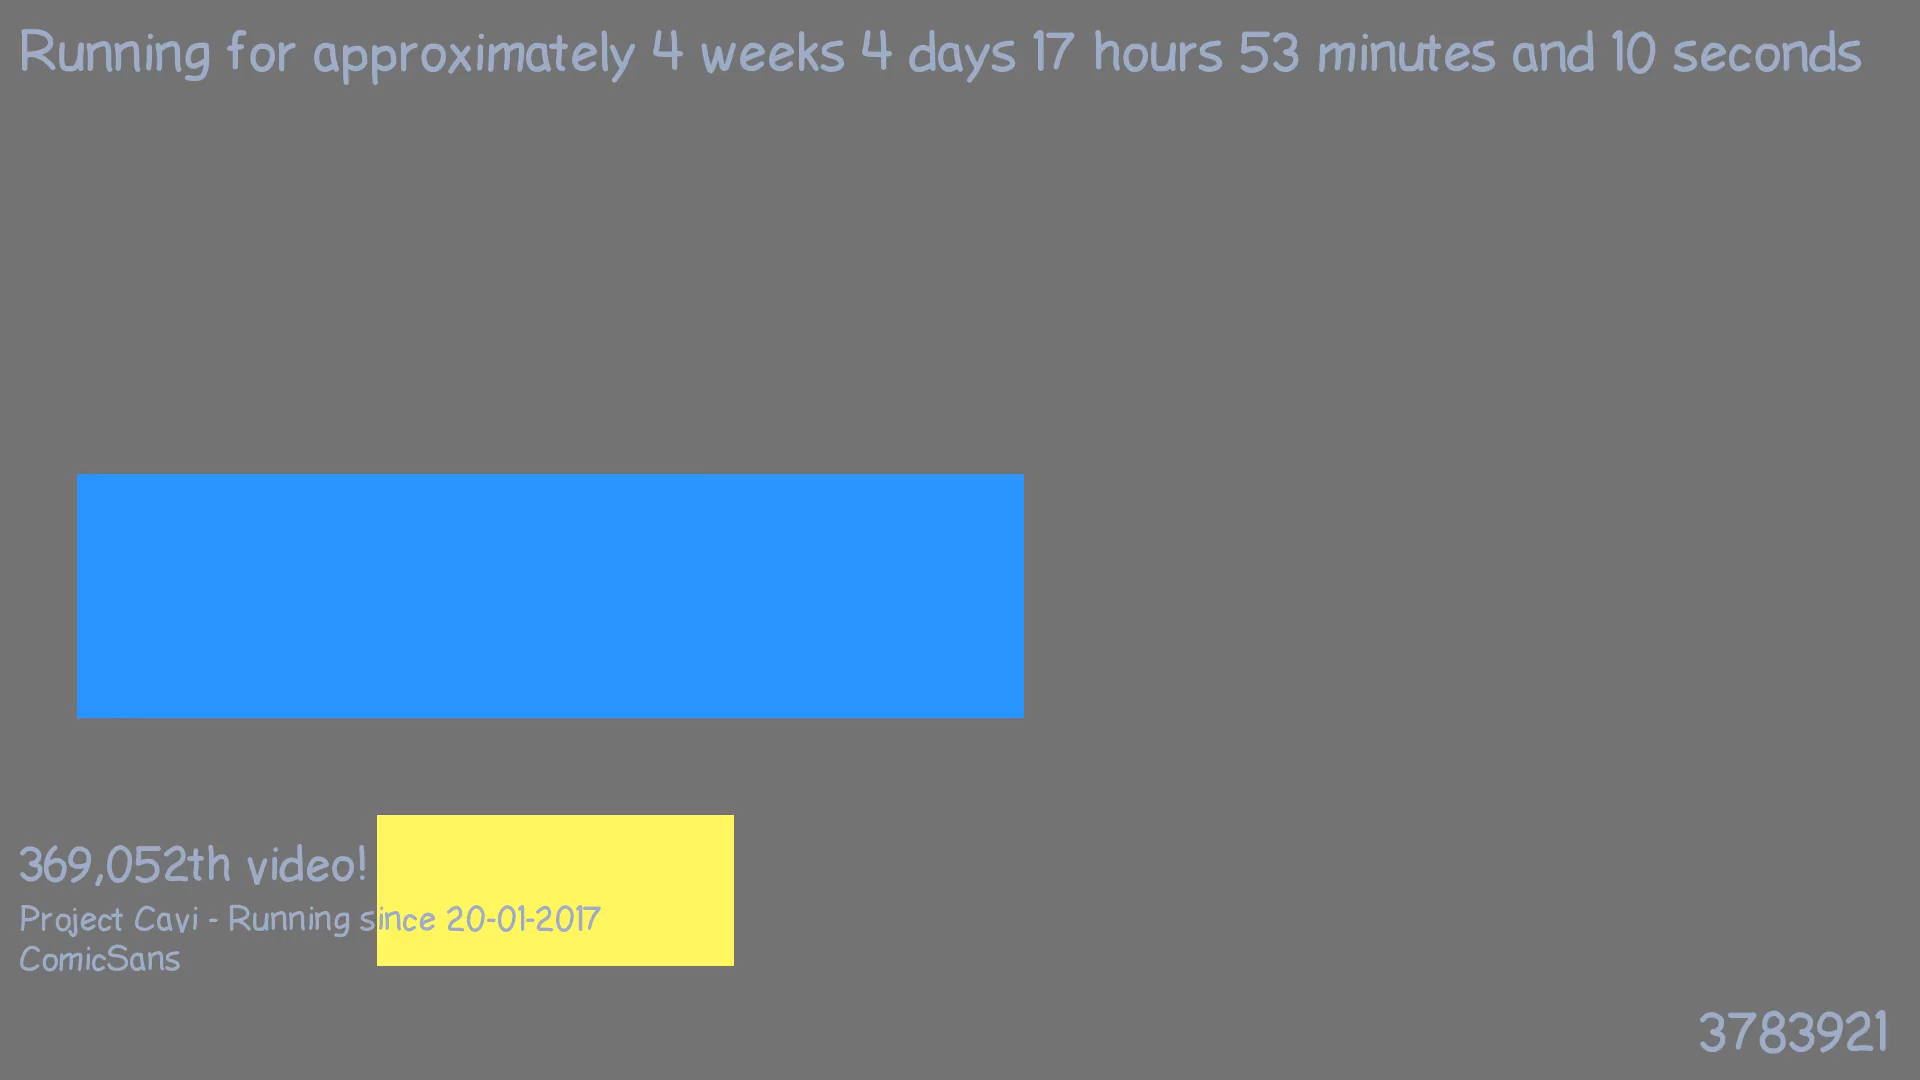 Running for approximately 4 weeks 4 days 17 hours 53 minutes and 10 seconds
369,052th video!
Project Cavi - Running since 20-01-2017
ComicSans
3783921